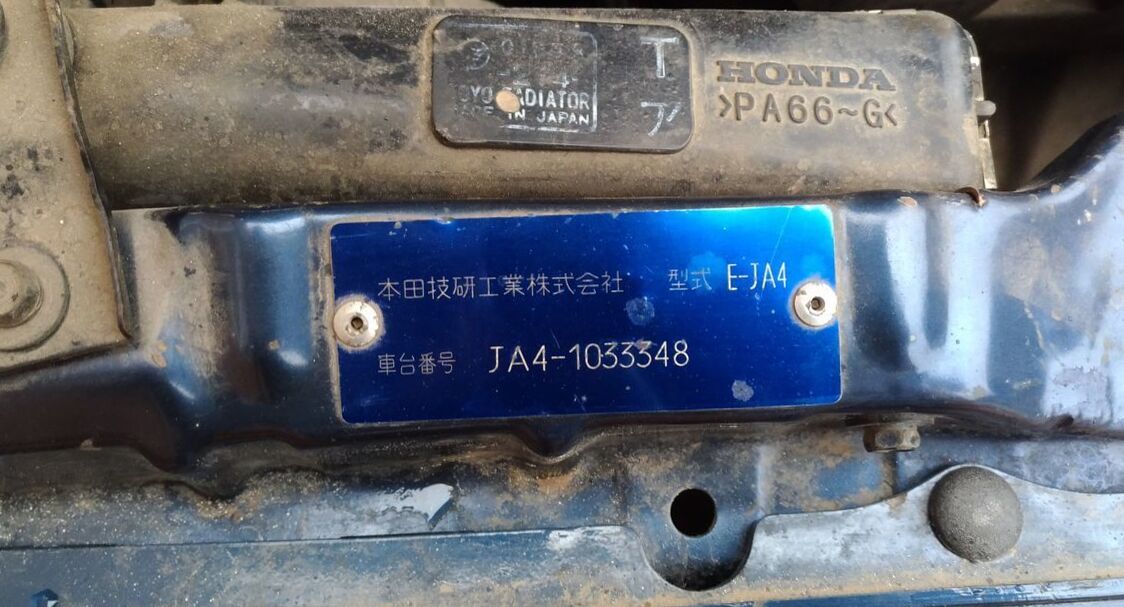 T
RADIATOR
IN JAPAN
ア
HONDA
>PA66~G<
本田技研工業株式会社 型式 E-JA4
車台番号 JA4-1033348